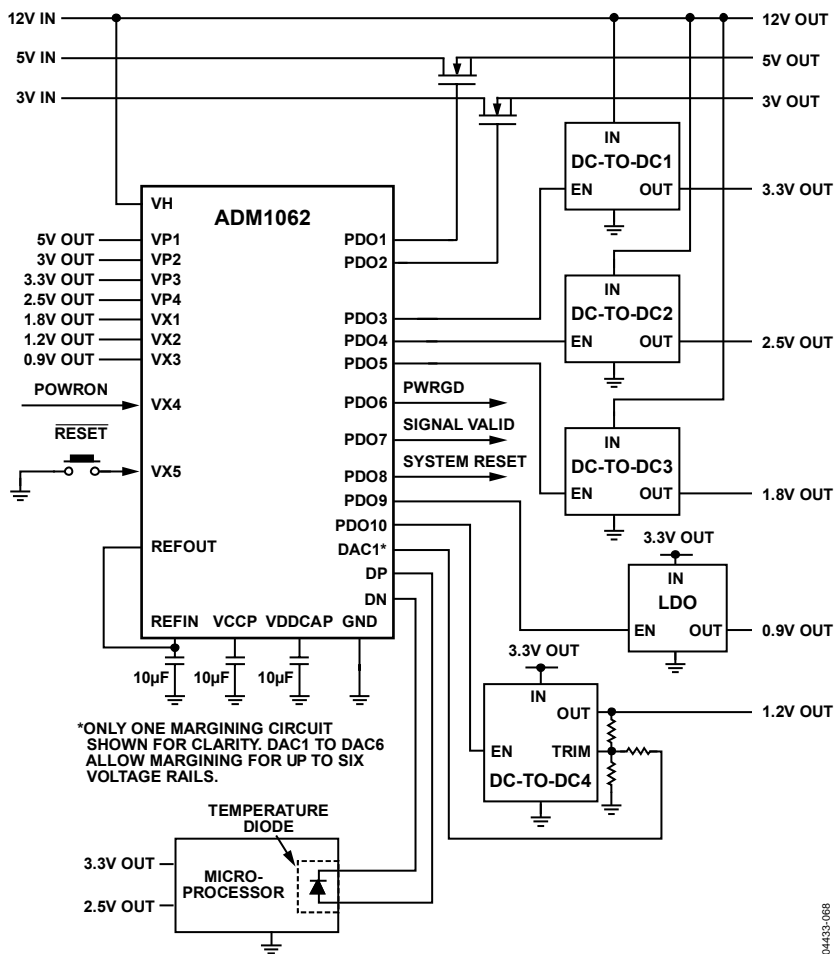 12V IN
12V OUT
5V IN
5V OUT
3V IN
3V OUT
IN
DC-TO-DC1
EN OUT
3.3V OUT
VH
ADM1062
5V OUT
VP1
PDO1
3V OUT
VP2
PDO2
3.3V OUT
VP3
2.5V OUT
VP4
1.8V OUT
VX1
PDO3
1.2V OUT
VX2
PDO4
0.9V OUT
VX3
PDO5
IN
DC-TO-DC2
EN OUT
2.5V OUT
POWRON
VX4
PDO6
PWRGD
RESET
VX5
PDO7
SIGNAL VALID
PDO8
SYSTEM RESET
PDO9
IN
DC-TO-DC3
EN OUT
1.8V OUT
PDO10
REFOUT
DAC1*
DP
DN
3.3V OUT
IN
LDO
EN OUT
0.9V OUT
REFIN VCCP VDDCAP GND
10µF 10µF 10µF
3.3V OUT
IN
OUT
1.2V OUT
EN TRIM
DC-TO-DC4
*ONLY ONE MARGINING CIRCUIT
SHOWN FOR CLARITY. DAC1 TO DAC6
ALLOW MARGINING FOR UP TO SIX
VOLTAGE RAILS.
TEMPERATURE
DIODE
3.3V OUT
MICRO-
PROCESSOR
2.5V OUT
04433-068